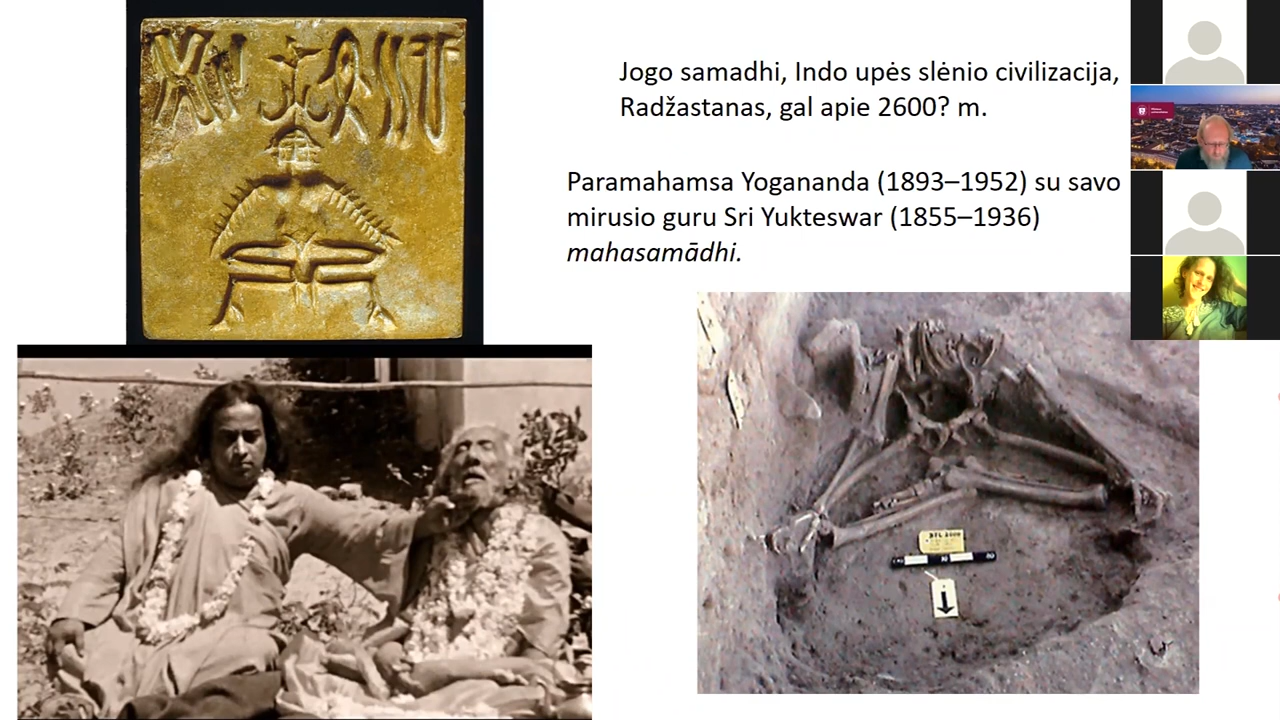 Jogo samadhi, Indo upės slėnio civilizacija,
Radžastanas, gal apie 2600? m.
Paramahamsa Yogananda (1893–1952) su savo
mirusio guru Sri Yukteswar (1855–1936)
mahasamādhi.